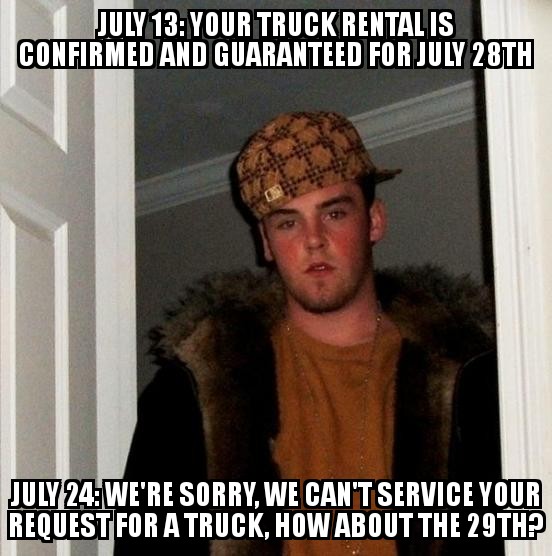 JULY 13: YOUR TRUCK RENTAL IS
CONFIRMED AND GUARANTEED FOR JULY 28TH
JULY 24: WE'RE SORRY, WE CAN'T SERVICE YOUR
REQUEST FOR A TRUCK, HOW ABOUT THE 29TH?